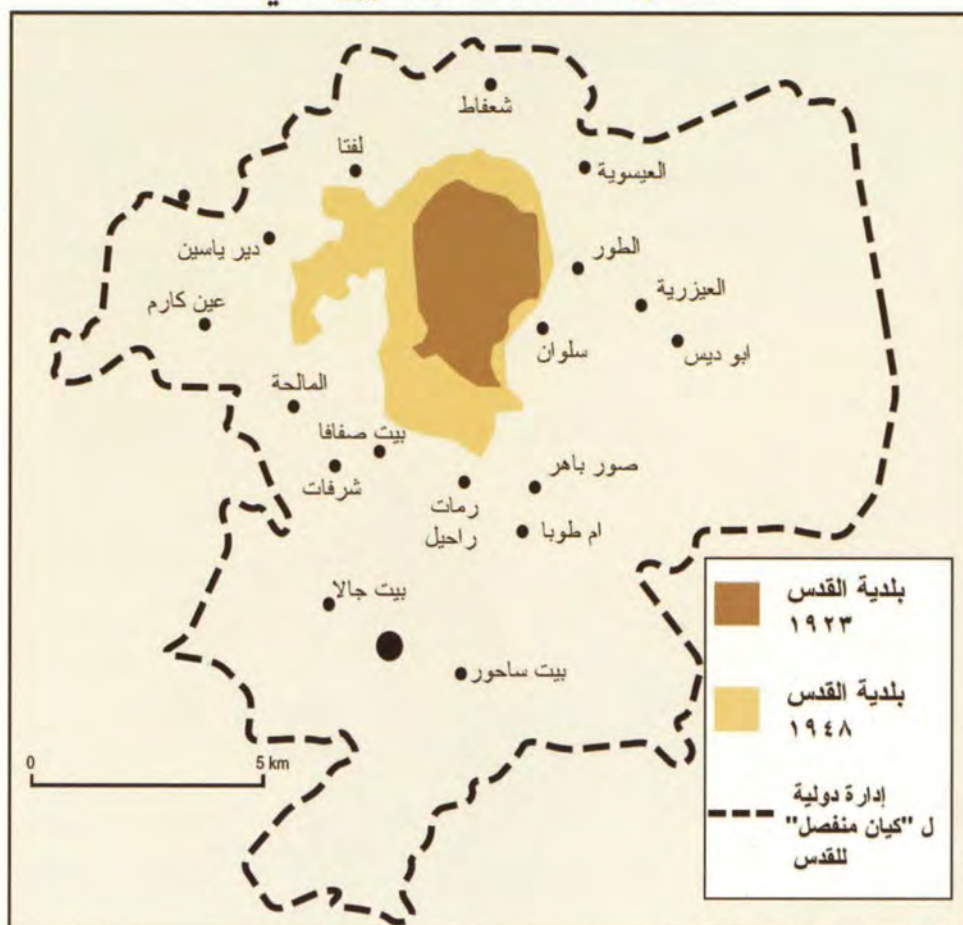 شعفاط
لفتا
العيسوية
دير ياسين
الطور
العيزرية
عين كارم
سلوان
ابو ديس
المالحة
بيت صفافا
شرفات
صور باهر
رمات
راحيل
ام طوبا
بيت جالا
بيت ساحور
0 5 km
بلدية القدس
١٩٢٣
بلدية القدس
١٩٤٨
إدارة دولية
ل "كيان منفصل"
للقدس